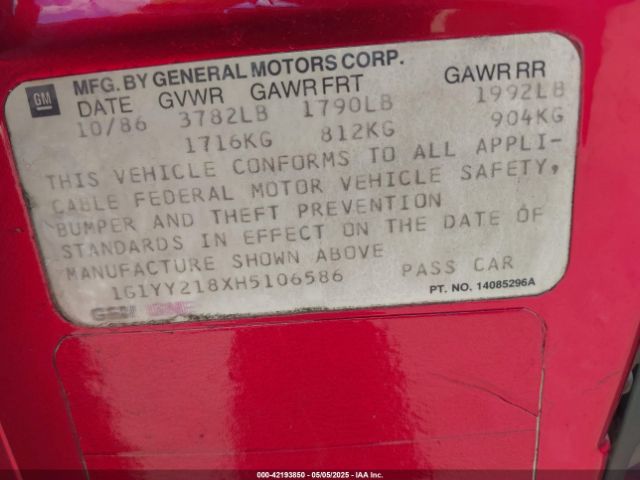 GM
MFG. BY GENERAL MOTORS CORP.
DATE GVWR GAWR FRT GAWR RR
10/86 3782LB 1790LB 1992LB
1716KG 812KG 904KG
THIS VEHICLE CONFORMS TO ALL APPLI-
CABLE FEDERAL MOTOR VEHICLE SAFETY,
BUMPER AND THEFT PREVENTION
STANDARDS IN EFFECT ON THE DATE OF
MANUFACTURE SHOWN ABOVE
1G1YY218XH5106586 PASS CAR
PT. NO. 14085296A
000-42193850 - 05/05/2025 - IAA Inc.